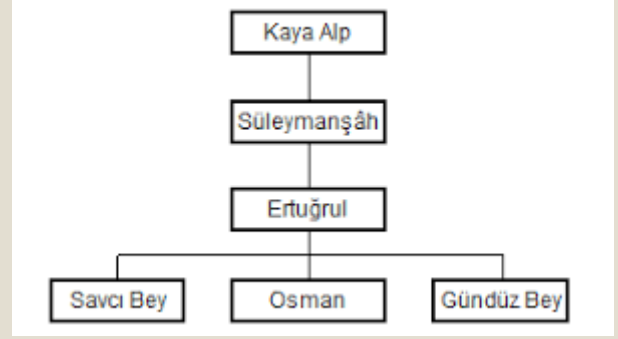 Kaya Alp
Süleymanşâh
Ertuğrul
Savcı Bey
Osman
Gündüz Bey